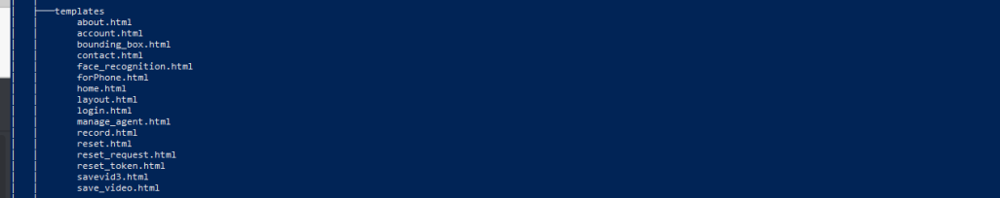 templates
about.html
account.html
bounding_box.html
contact.html
face_recognition.html
forPhone.html
home.html
layout.html
login.html
manage_agent.html
record.html
reset.html
reset_request.html
reset_token.html
savevid3.html
save_video.html